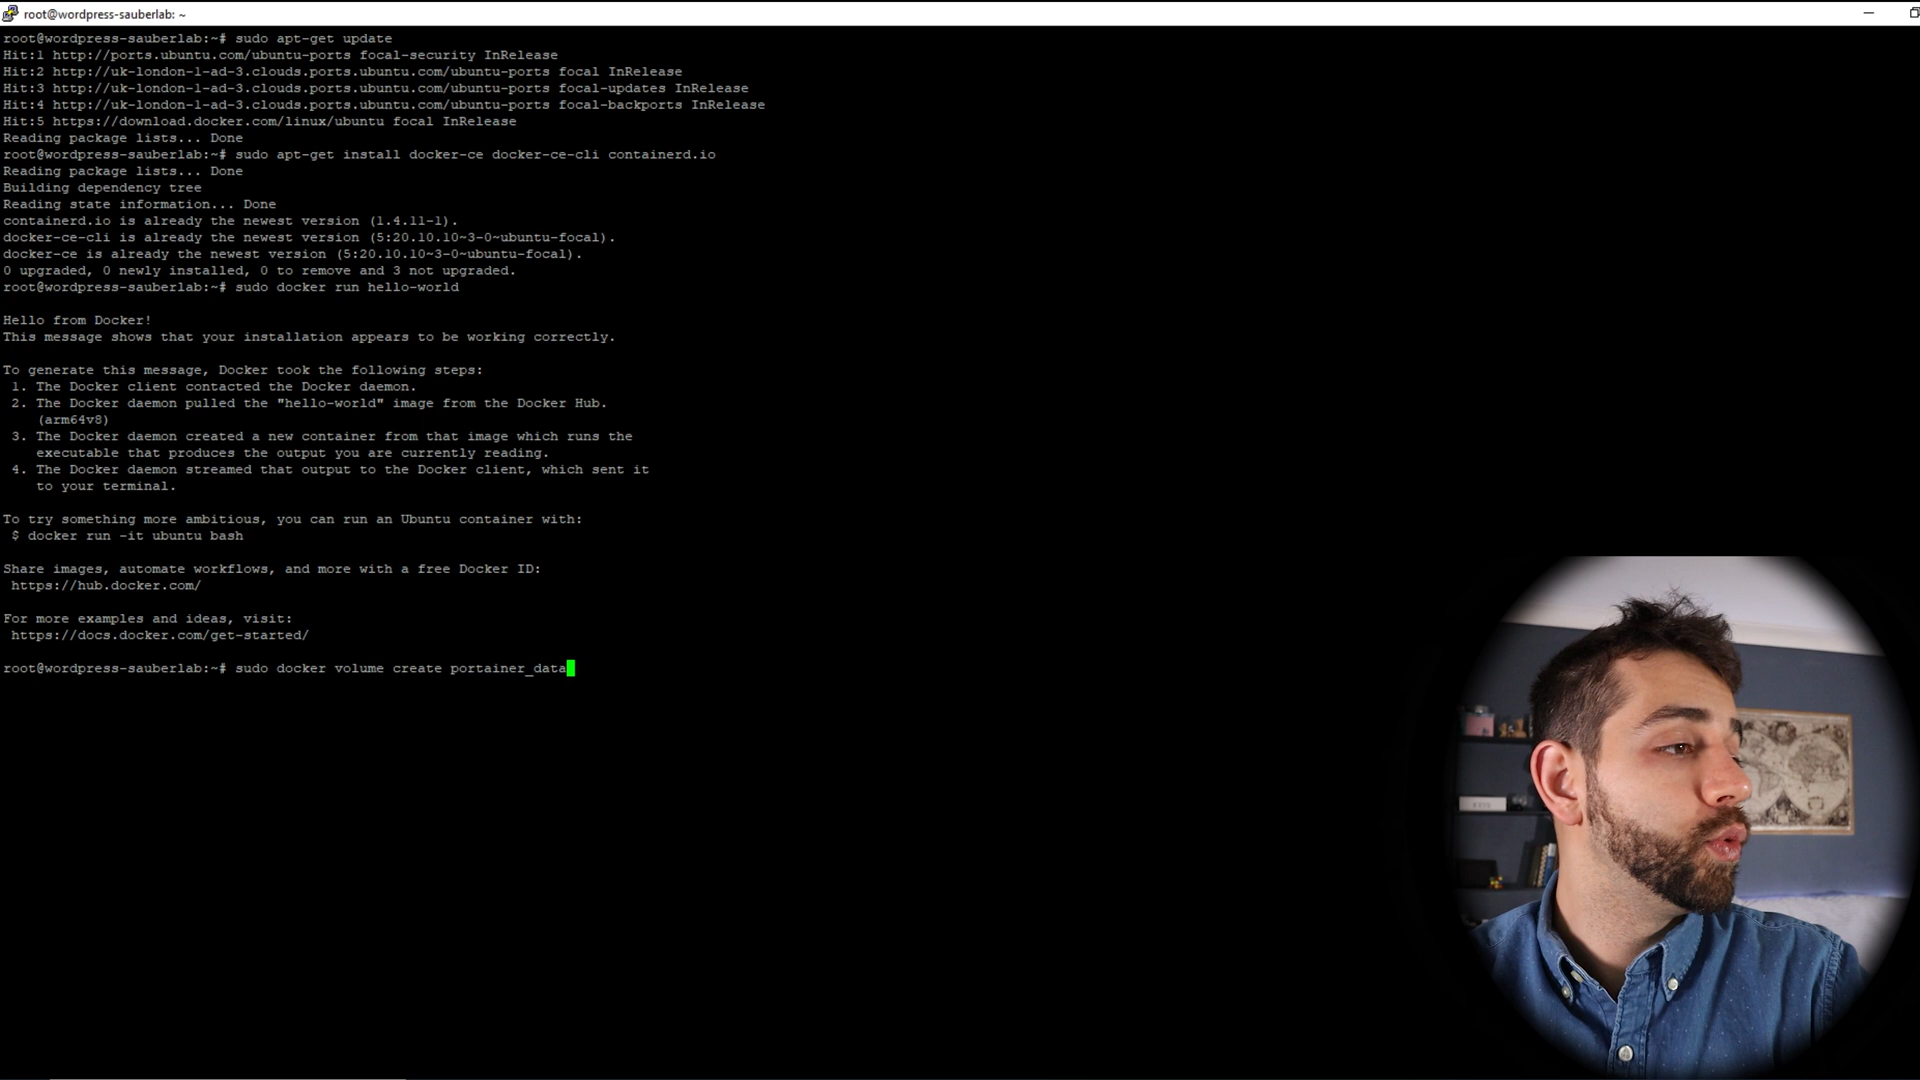 root@wordpress-sauberlab: ~
root@wordpress-sauberlab:~# sudo apt-get update
Hit:1 http://ports.ubuntu.com/ubuntu-ports focal-security InRelease
Hit:2 http://uk-london-1-ad-3.clouds.ports.ubuntu.com/ubuntu-ports focal InRelease
Hit:3 http://uk-london-1-ad-3.clouds.ports.ubuntu.com/ubuntu-ports focal-updates InRelease
Hit:4 http://uk-london-1-ad-3.clouds.ports.ubuntu.com/ubuntu-ports focal-backports InRelease
Hit:5 https://download.docker.com/linux/ubuntu focal InRelease
Reading package lists... Done
root@wordpress-sauberlab:~# sudo apt-get install docker-ce docker-ce-cli containerd.io
Reading package lists... Done
Building dependency tree
Reading state information... Done
containerd.io is already the newest version (1.4.11-1).
docker-ce-cli is already the newest version (5:20.10.10~3-0~ubuntu-focal).
docker-ce is already the newest version (5:20.10.10~3-0~ubuntu-focal).
0 upgraded, 0 newly installed, 0 to remove and 3 not upgraded.
root@wordpress-sauberlab:~# sudo docker run hello-world
Hello from Docker!
This message shows that your installation appears to be working correctly.
To generate this message, Docker took the following steps:
1. The Docker client contacted the Docker daemon.
2. The Docker daemon pulled the "hello-world" image from the Docker Hub.
(arm64v8)
3. The Docker daemon created a new container from that image which runs the
executable that produces the output you are currently reading.
4. The Docker daemon streamed that output to the Docker client, which sent it
to your terminal.
To try something more ambitious, you can run an Ubuntu container with:
$ docker run -it ubuntu bash
Share images, automate workflows, and more with a free Docker ID:
https://hub.docker.com/
For more examples and ideas, visit:
https://docs.docker.com/get-started/
root@wordpress-sauberlab:~# sudo docker volume create portainer_data